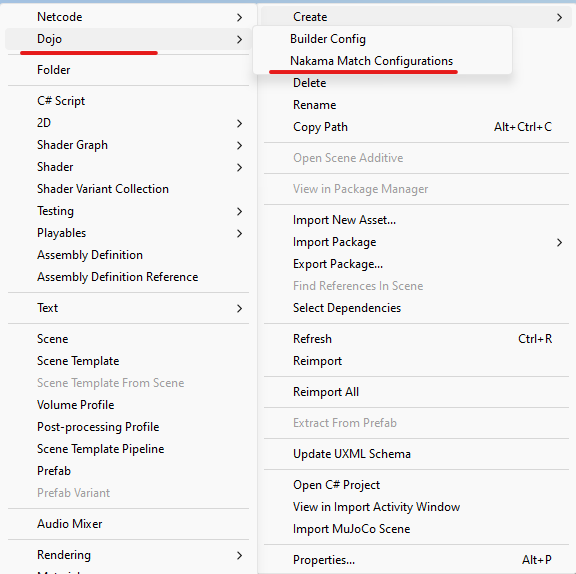 Netcode
Dojo
Folder
C# Script
2D
Shader Graph
Shader
Shader Variant Collection
Testing
Playables
Assembly Definition
Assembly Definition Reference
Text
Scene
Scene Template
Scene Template From Scene
Volume Profile
Post-processing Profile
Scene Template Pipeline
Prefab
Prefab Variant
Audio Mixer
Rendering
Create
Builder Config
Nakama Match Configurations
Delete
Rename
Copy Path Alt+Ctrl+C
Open Scene Additive
View in Package Manager
Import New Asset...
Import Package
Export Package...
Find References In Scene
Select Dependencies
Refresh Ctrl+R
Reimport
Reimport All
Extract From Prefab
Update UXML Schema
Open C# Project
View in Import Activity Window
Import MuJoCo Scene
Properties... Alt+P